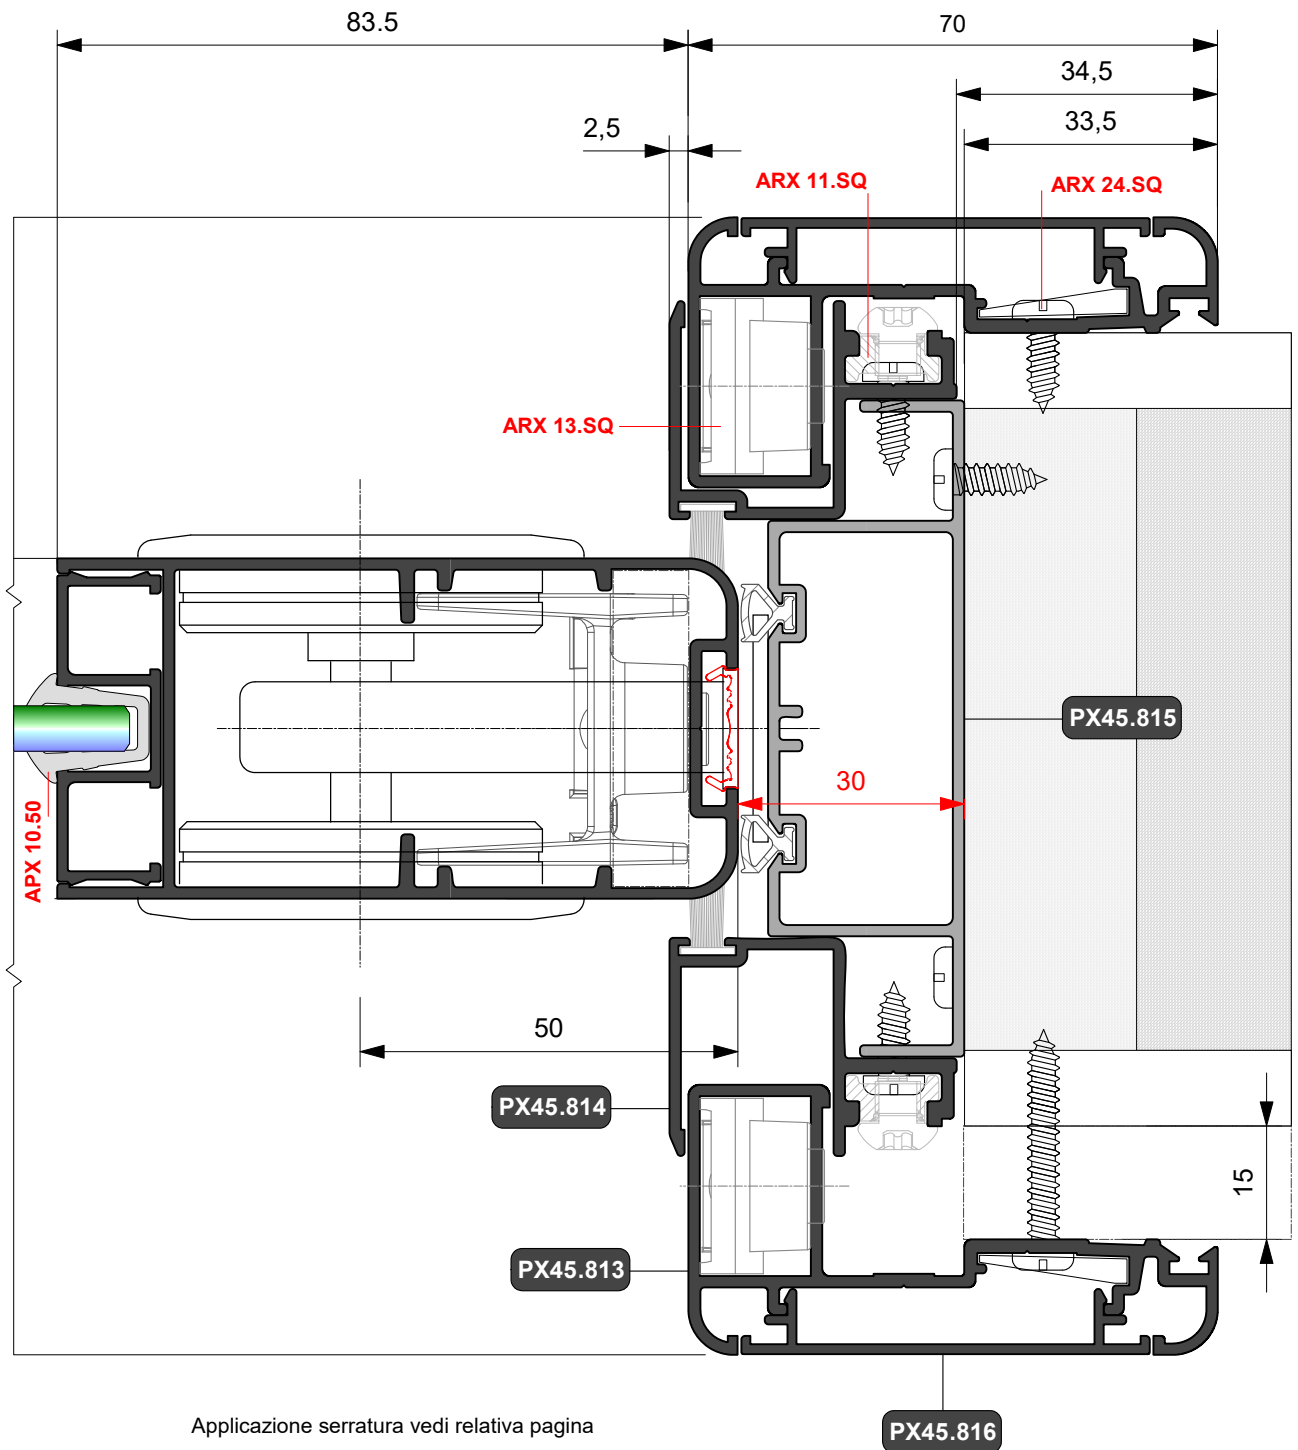 83.5
70
34,5
33,5
2,5
ARX 11.SQ
ARX 24.SQ
ARX 13.SQ
PX45.815
30
APX 10.50
50
PX45.814
15
PX45.813
Applicazione serratura vedi relativa pagina
PX45.816